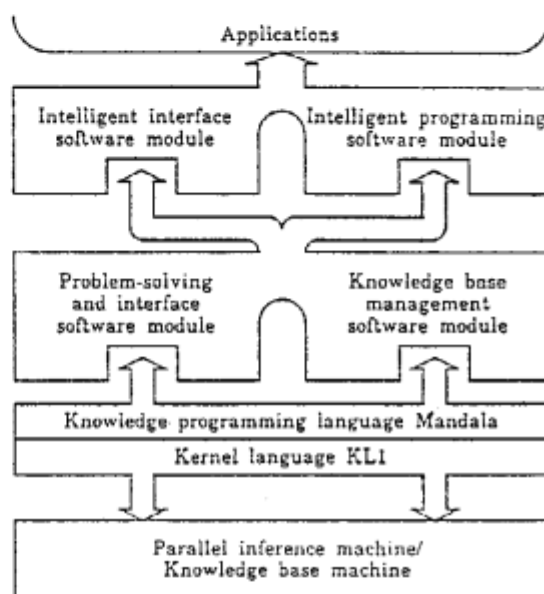 Applications
Intelligent interface
software module
Intelligent programming
software module
Problem-solving
and interface
software module
Knowledge base
management
software module
Knowledge programming language Mandala
Kernel language KL1
Parallel inference machine/
Knowledge base machine